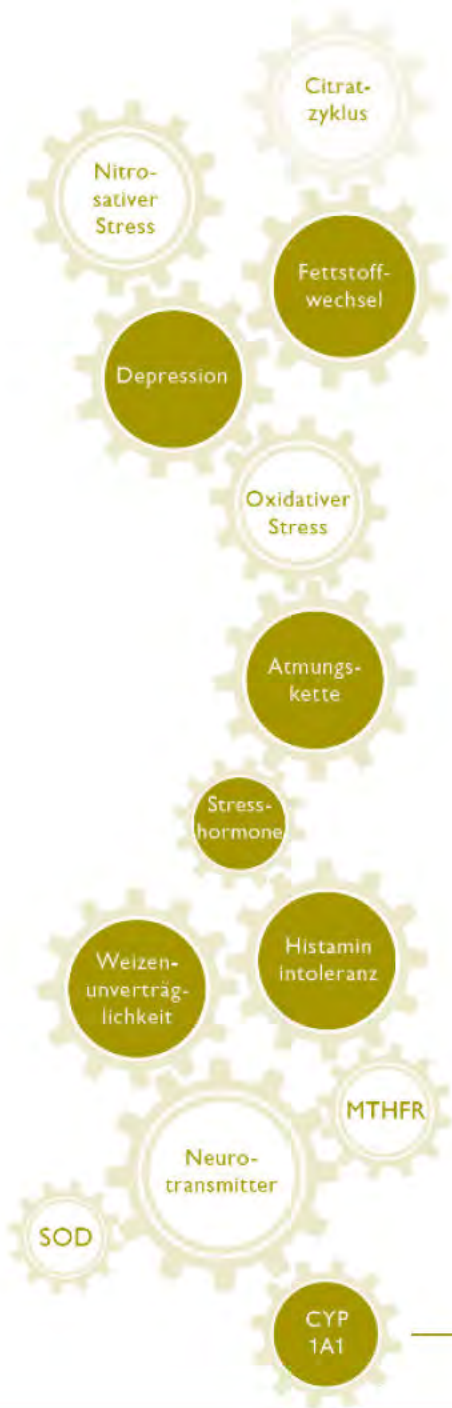 Citrat-
zyklus
Nitro-
sativer
Stress
Fettstoff-
wechsel
Depression
Oxidativer
Stress
Atmungs-
kette
Stress-
hormone
Histamin
intoleranz
Weizen-
unverträg-
lichkeit
MTHFR
Neuro-
transmitter
SOD
CYP
1A1